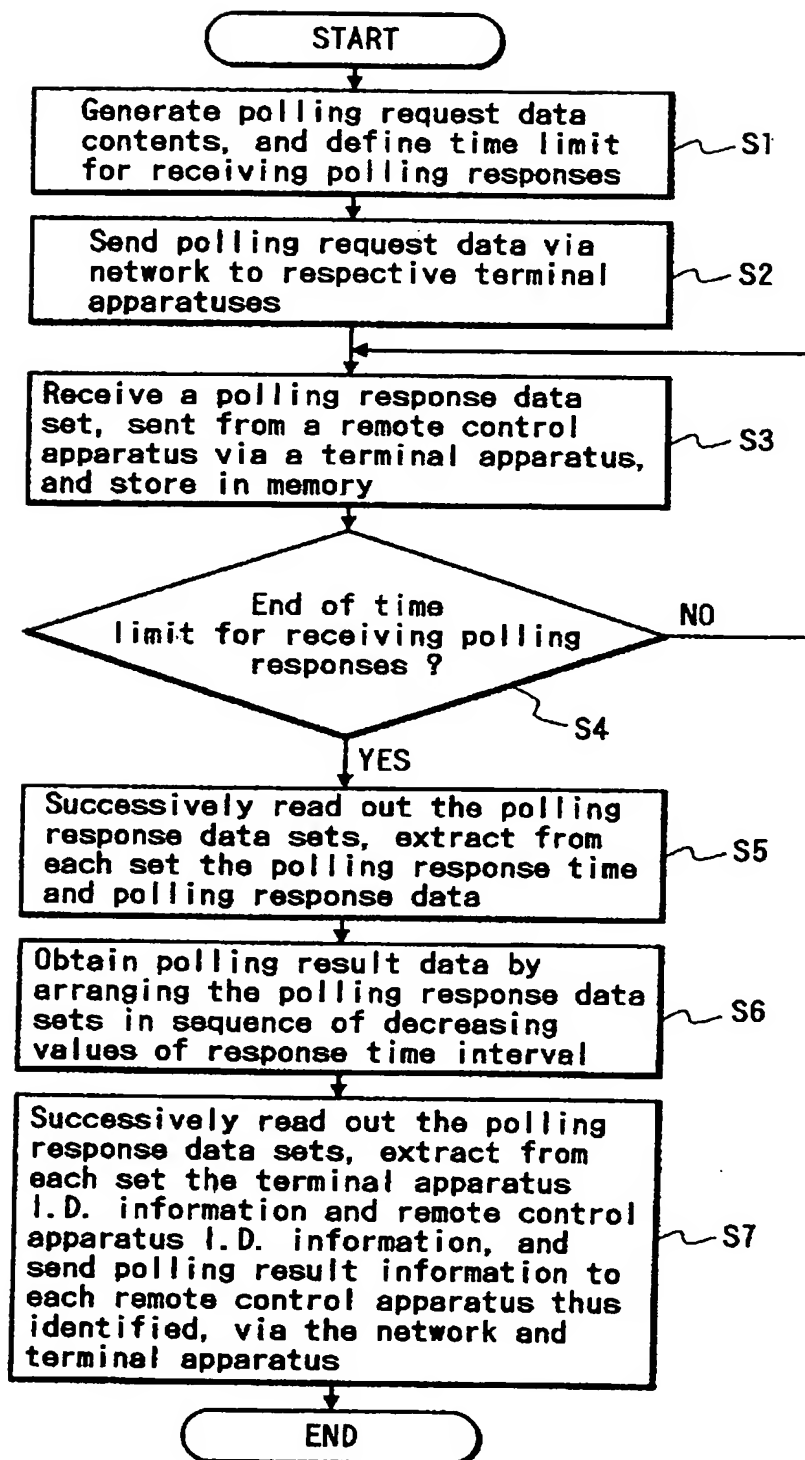 START
Generate polling request data
contents, and define time limit
for receiving polling responses
S1
Send polling request data via
network to respective terminal
apparatuses
S2
Receive a polling response data
set, sent from a remote control
apparatus via a terminal apparatus,
and store in memory
S3
End of time
limit for receiving polling
responses ?
NO
S4
YES
Successively read out the polling
response data sets, extract from
each set the polling response time
and polling response data
S5
Obtain polling result data by
arranging the polling response data
sets in sequence of decreasing
values of response time interval
S6
Successively read out the polling
response data sets, extract from
each set the terminal apparatus
I.D. information and remote control
apparatus I.D. information, and
send polling result information to
each remote control apparatus thus
identified, via the network and
terminal apparatus
S7
END